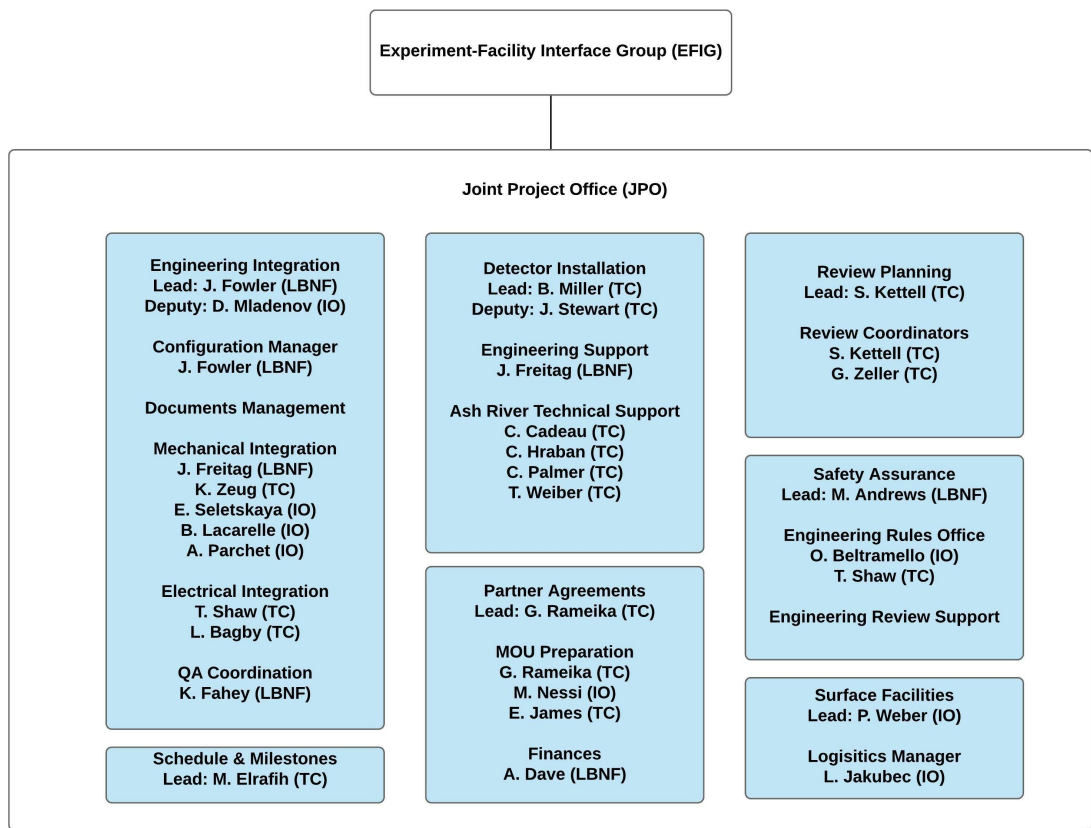 Experiment-Facility Interface Group (EFIG)
Joint Project Office (JPO)
Engineering Integration
Lead: J. Fowler (LBNF)
Deputy: D. Mladenov (IO)
Configuration Manager
J. Fowler (LBNF)
Documents Management
Mechanical Integration
J. Freitag (LBNF)
K. Zeug (TC)
E. Seletskaya (IO)
B. Lacarelle (IO)
A. Parchet (IO)
Electrical Integration
T. Shaw (TC)
L. Bagby (TC)
QA Coordination
K. Fahey (LBNF)
Schedule & Milestones
Lead: M. Elrafih (TC)
Detector Installation
Lead: B. Miller (TC)
Deputy: J. Stewart (TC)
Engineering Support
J. Freitag (LBNF)
Ash River Technical Support
C. Cadeau (TC)
C. Hraban (TC)
C. Palmer (TC)
T. Weiber (TC)
Partner Agreements
Lead: G. Rameika (TC)
MOU Preparation
G. Rameika (TC)
M. Nessi (IO)
E. James (TC)
Finances
A. Dave (LBNF)
Review Planning
Lead: S. Kettell (TC)
Review Coordinators
S. Kettell (TC)
G. Zeller (TC)
Safety Assurance
Lead: M. Andrews (LBNF)
Engineering Rules Office
O. Beltramello (IO)
T. Shaw (TC)
Engineering Review Support
Surface Facilities
Lead: P. Weber (IO)
Logisitics Manager
L. Jakubec (IO)